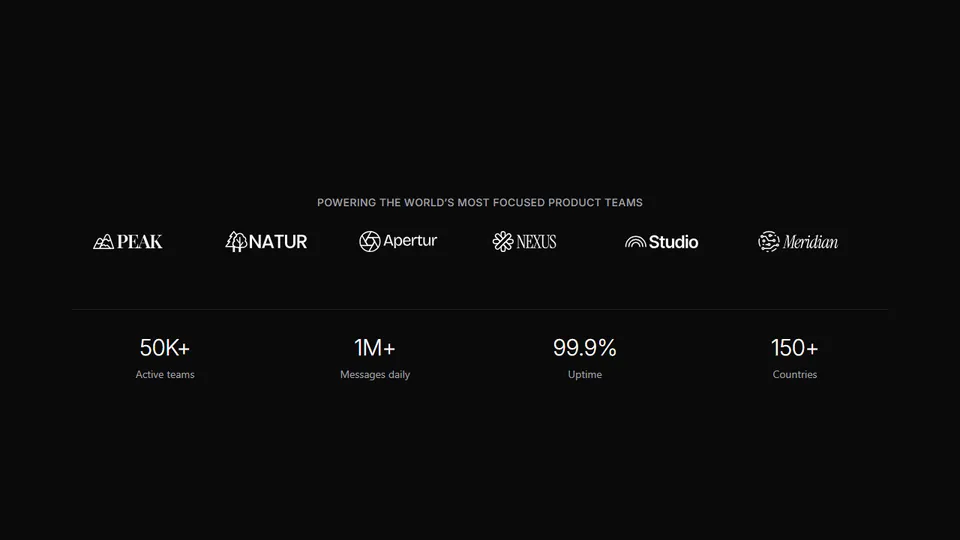 POWERING THE WORLD'S MOST FOCUSED PRODUCT TEAMS
PEAK NATUR Apertur NEXUS Studio Meridian
50K+ 1M+ 99.9% 150+
Active teams Messages daily Uptime Countries